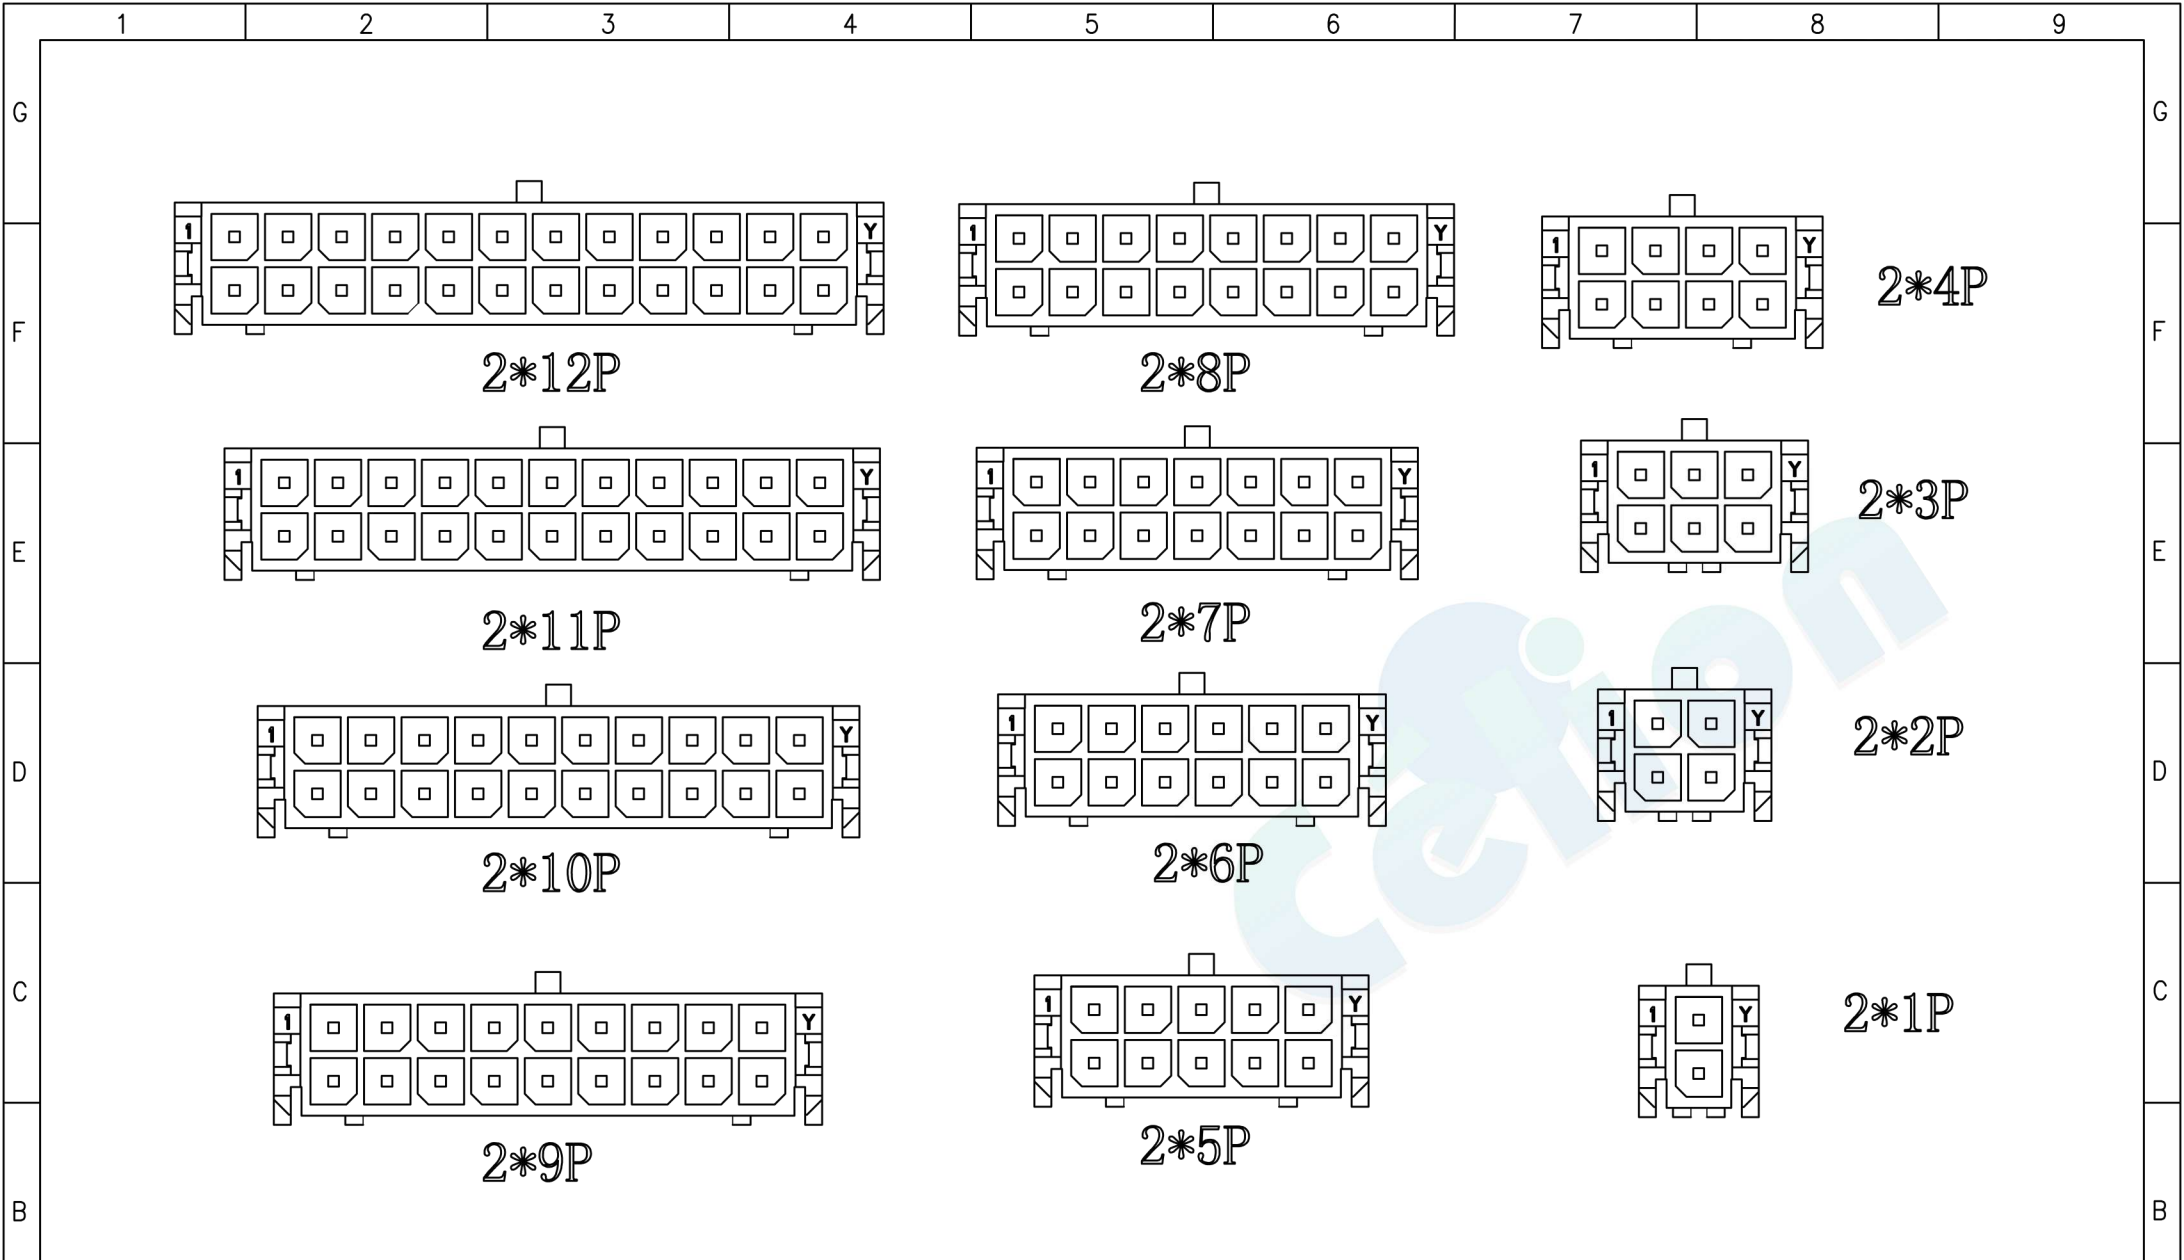 1 2 3 4 5 6 7 8 9
G G
1 Y 1 Y 1 Y
2*4P
F F
2*12P 2*8P
1 Y 1 Y 1 Y
2*3P
E E
2*11P 2*7P
1 Y 1 Y 1 Y
2*2P
D D
2*10P 2*6P
Ceilon
C C
1 Y 1 Y 1 Y
2*1P
2*9P 2*5P
B B